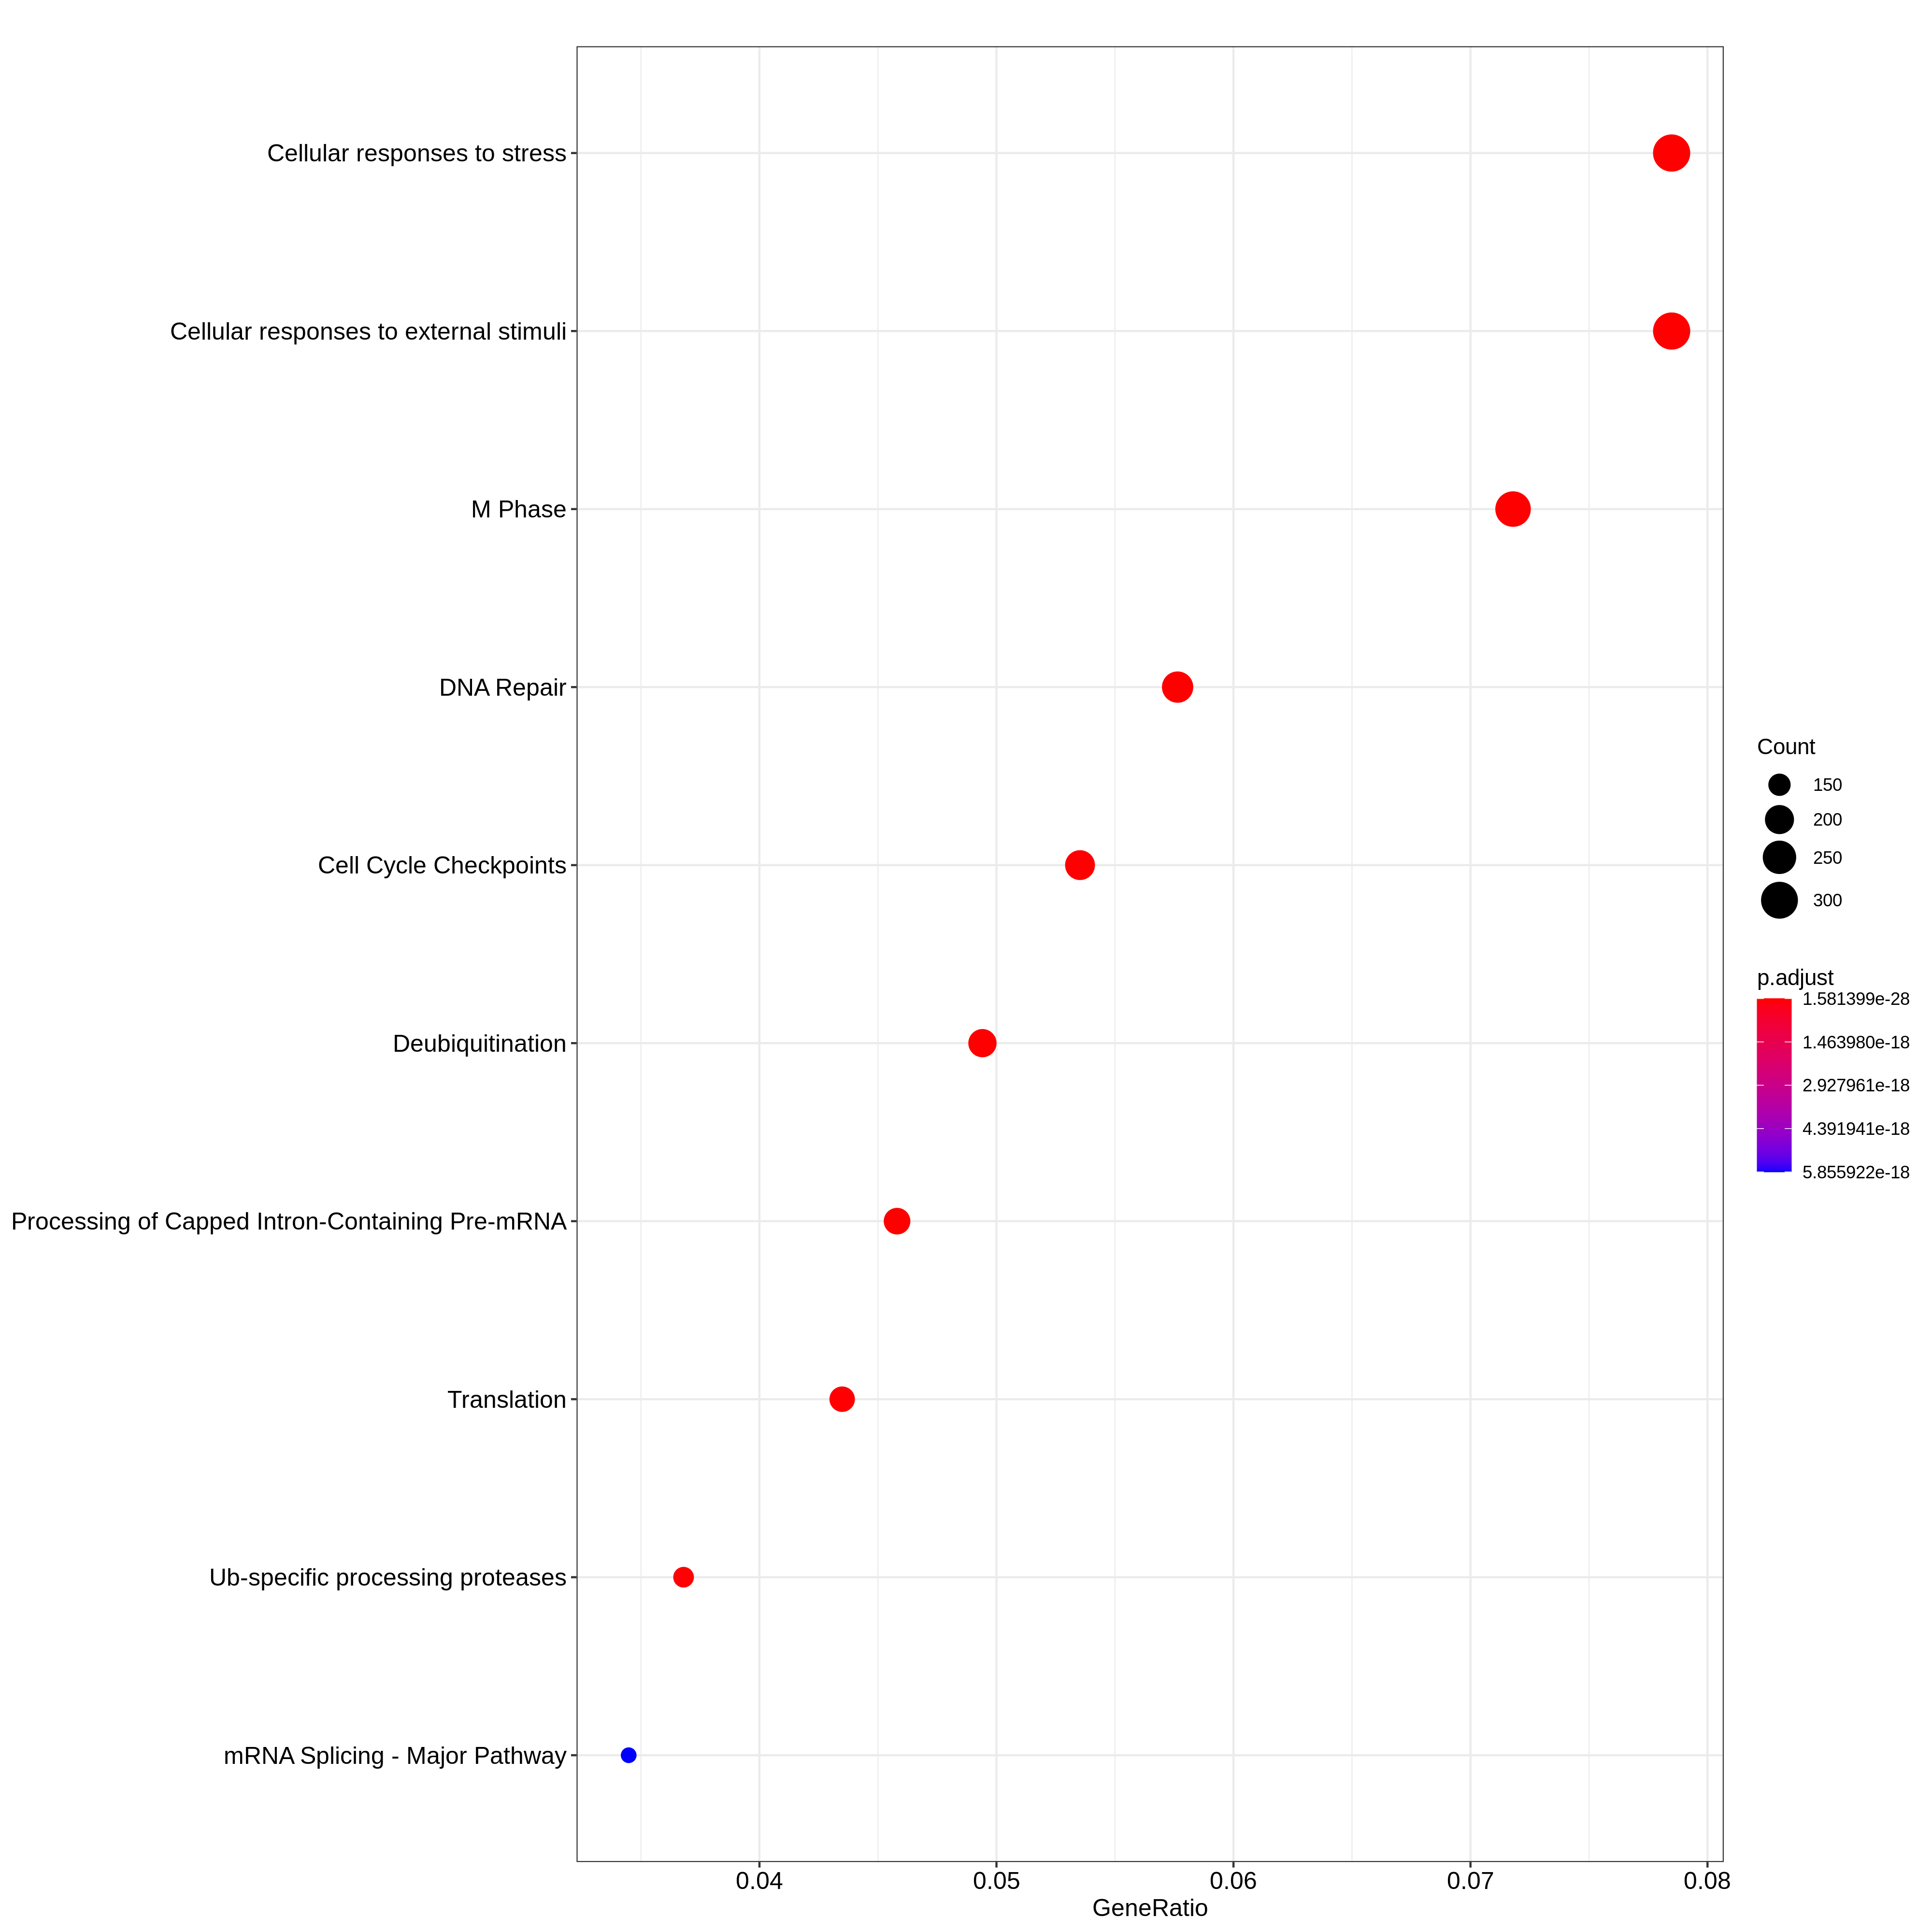 Cellular responses to stress
Cellular responses to external stimuli
M Phase
DNA Repair
Cell Cycle Checkpoints
Deubiquitination
Processing of Capped Intron-Containing Pre-mRNA
Translation
Ub-specific processing proteases
mRNA Splicing - Major Pathway
0.04 0.05 0.06 0.07 0.08
GeneRatio
Count
150
200
250
300
p.adjust
1.581399e-28
1.463980e-18
2.927961e-18
4.391941e-18
5.855922e-18